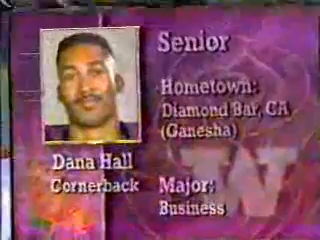 Senior
Hometown:
Diamond Bar, CA
(Ganesha)
Dana Hall
Cornerback
Major:
Business
W